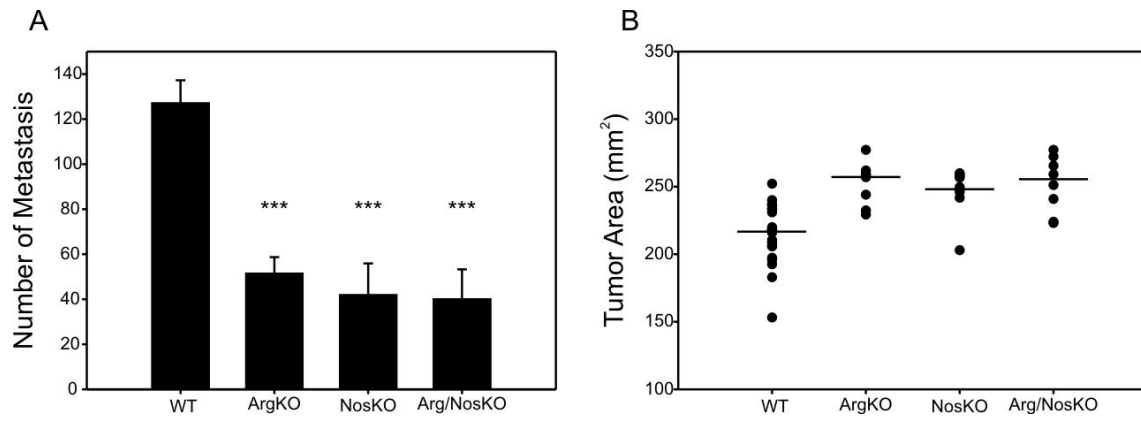 A
Number of Metastasis
140
120
100
80
60
40
20
0
***
***
***
WT
ArgKO
NosKO
Arg/NosKO
B
Tumor Area (mm²)
350
300
250
200
150
100
WT
ArgKO
NosKO
Arg/NosKO